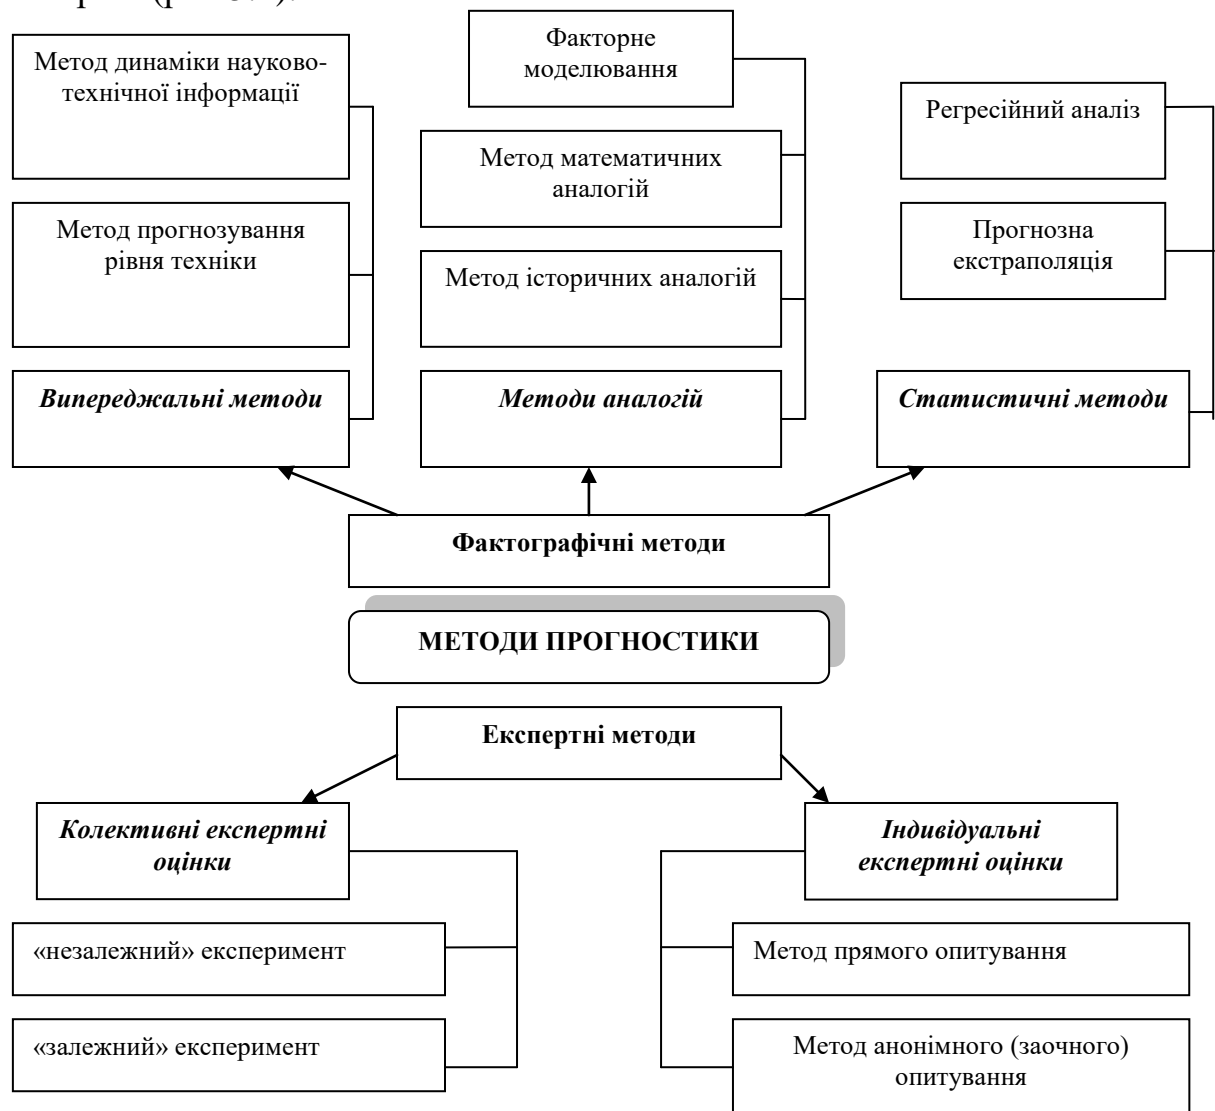 Метод динаміки науково-
технічної інформації
Факторне
моделювання
Регресійний аналіз
Метод математичних
аналогій
Метод прогнозування
рівня техніки
Метод історичних аналогій
Прогнозна
екстраполяція
Випереджальні методи
Методи аналогій
Статистичні методи
Фактографічні методи
МЕТОДИ ПРОГНОСТИКИ
Експертні методи
Колективні експертні
оцінки
Індивідуальні
експертні оцінки
«незалежний» експеримент
Метод прямого опитування
«залежний» експеримент
Метод анонімного (заочного)
опитування